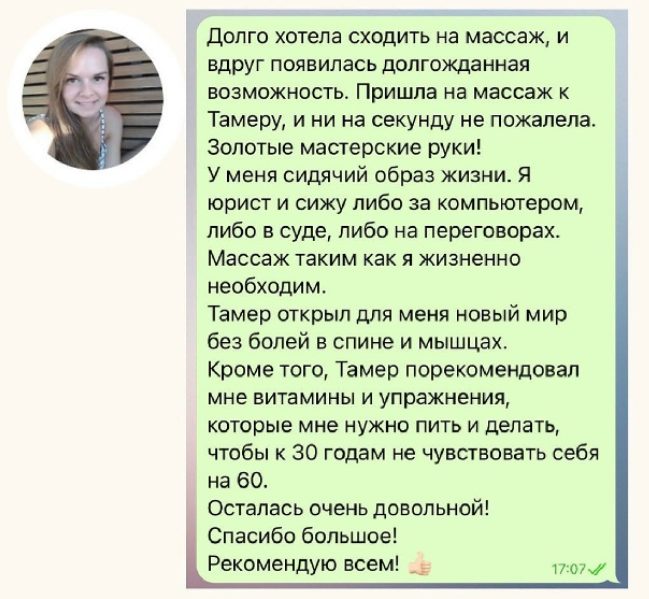 Долго хотела сходить на массаж, и
вдруг появилась долгожданная
возможность. Пришла на массаж к
Тамеру, и ни на секунду не пожалела.
Золотые мастерские руки!
У меня сидячий образ жизни. Я
юрист и сижу либо за компьютером,
либо в суде, либо на переговорах.
Массаж таким как я жизненно
необходим.
Тамер открыл для меня новый мир
без болей в спине и мышцах.
Кроме того, Тамер порекомендовал
мне витамины и упражнения,
которые мне нужно пить и делать,
чтобы к 30 годам не чувствовать себя
на 60.
Осталась очень довольной!
Спасибо большое!
Рекомендую всем! 👍🏻
17:07